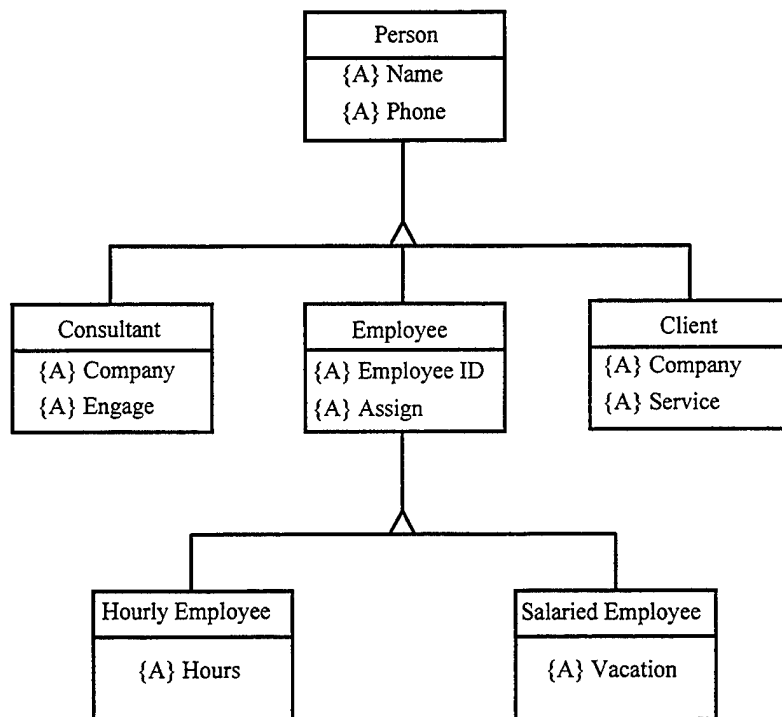 Person
{A} Name
{A} Phone
Consultant
{A} Company
{A} Engage
Employee
{A} Employee ID
{A} Assign
Client
{A} Company
{A} Service
Hourly Employee
{A} Hours
Salaried Employee
{A} Vacation